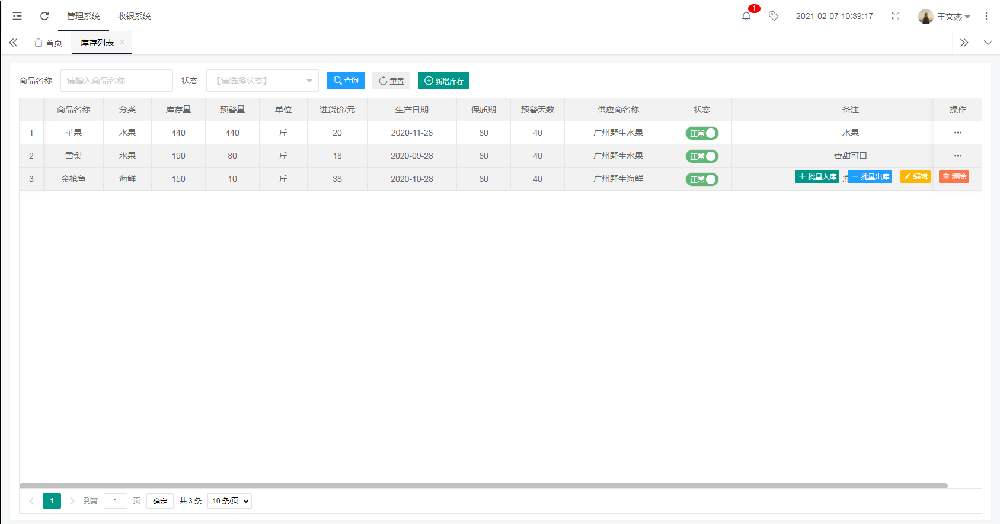 管理系统 收银系统 1 2021-02-07 10:39:17 王文杰
首页 库存列表
商品名称 请输入商品名称 状态 【请选择状态】 查询 重置 新增库存
商品名称 分类 库存量 预警量 单位 进货价/元 生产日期 保质期 预警天数 供应商名称 状态 备注 操作
1 苹果 水果 440 440 斤 20 2020-11-28 80 40 广州野生水果 正常 水果 ···
2 雪梨 水果 190 80 斤 18 2020-09-28 80 40 广州野生水果 正常 香甜可口 ···
3 金枪鱼 海鲜 150 10 斤 38 2020-10-28 80 40 广州野生海鲜 正常 批量入库 批量出库 编辑 删除
1 到第 1 页 确定 共 3 条 10 条/页